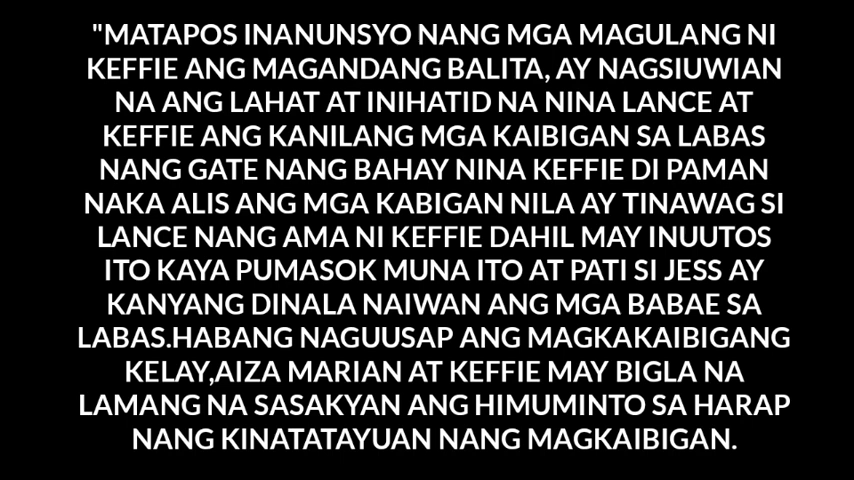 "MATAPOS INANUNSYO NANG MGA MAGULANG NI
KEFFIE ANG MAGANDANG BALITA, AY NAGSIUWIAN
NA ANG LAHAT AT INIHATID NA NINA LANCE AT
KEFFIE ANG KANILANG MGA KAIBIGAN SA LABAS
NANG GATE NANG BAHAY NINA KEFFIE DI PAMAN
NAKA ALIS ANG MGA KABIGAN NILA AY TINAWAG SI
LANCE NANG AMA NI KEFFIE DAHIL MAY INUUTOS
ITO KAYA PUMASOK MUNA ITO AT PATI SI JESS AY
KANYANG DINALA NAIWAN ANG MGA BABAE SA
LABAS.HABANG NAGUUSAP ANG MAGKAKAIBIGANG
KELAY,AIZA MARIAN AT KEFFIE MAY BIGLA NA
LAMANG NA SASAKYAN ANG HIMUMINTO SA HARAP
NANG KINATATAYUAN NANG MAGKAIBIGAN.